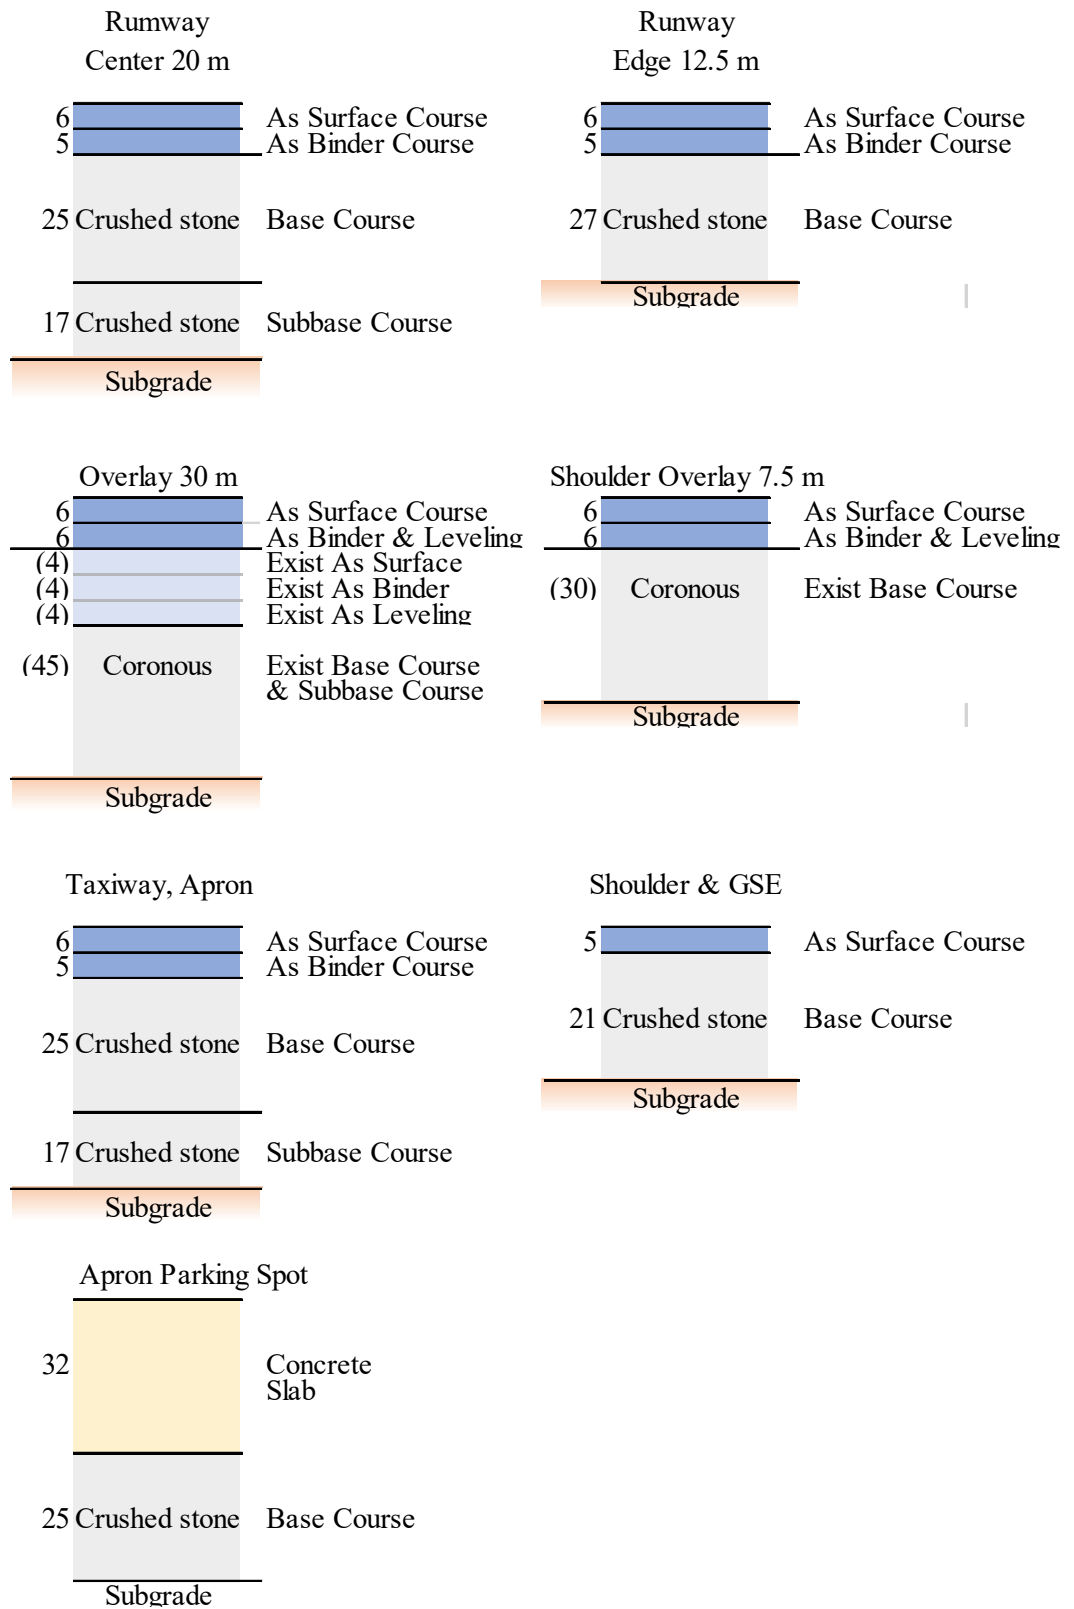 Rumway
Center 20 m
6 As Surface Course
5 As Binder Course
25 Crushed stone Base Course
17 Crushed stone Subbase Course
Subgrade
Runway
Edge 12.5 m
6 As Surface Course
5 As Binder Course
27 Crushed stone Base Course
Subgrade
Overlay 30 m
6 As Surface Course
6 As Binder & Leveling
(4) Exist As Surface
(4) Exist As Binder
(4) Exist As Leveling
(45) Coronous Exist Base Course
& Subbase Course
Subgrade
Shoulder Overlay 7.5 m
6 As Surface Course
6 As Binder & Leveling
(30) Coronous Exist Base Course
Subgrade
Taxiway, Apron
6 As Surface Course
5 As Binder Course
25 Crushed stone Base Course
17 Crushed stone Subbase Course
Subgrade
Shoulder & GSE
5 As Surface Course
21 Crushed stone Base Course
Subgrade
Apron Parking Spot
32 Concrete
Slab
25 Crushed stone Base Course
Subgrade